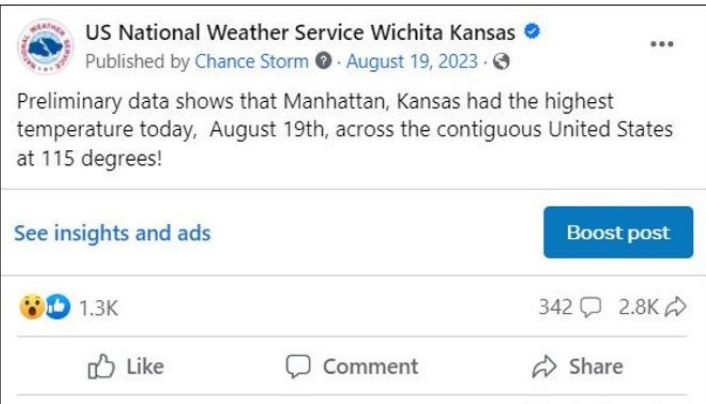 US National Weather Service Wichita Kansas
Published by Chance Storm · August 19, 2023 ·
Preliminary data shows that Manhattan, Kansas had the highest
temperature today,  August 19th, across the contiguous United States
at 115 degrees!
See insights and ads
Boost post
1.3K
342 2.8K
Like Comment Share